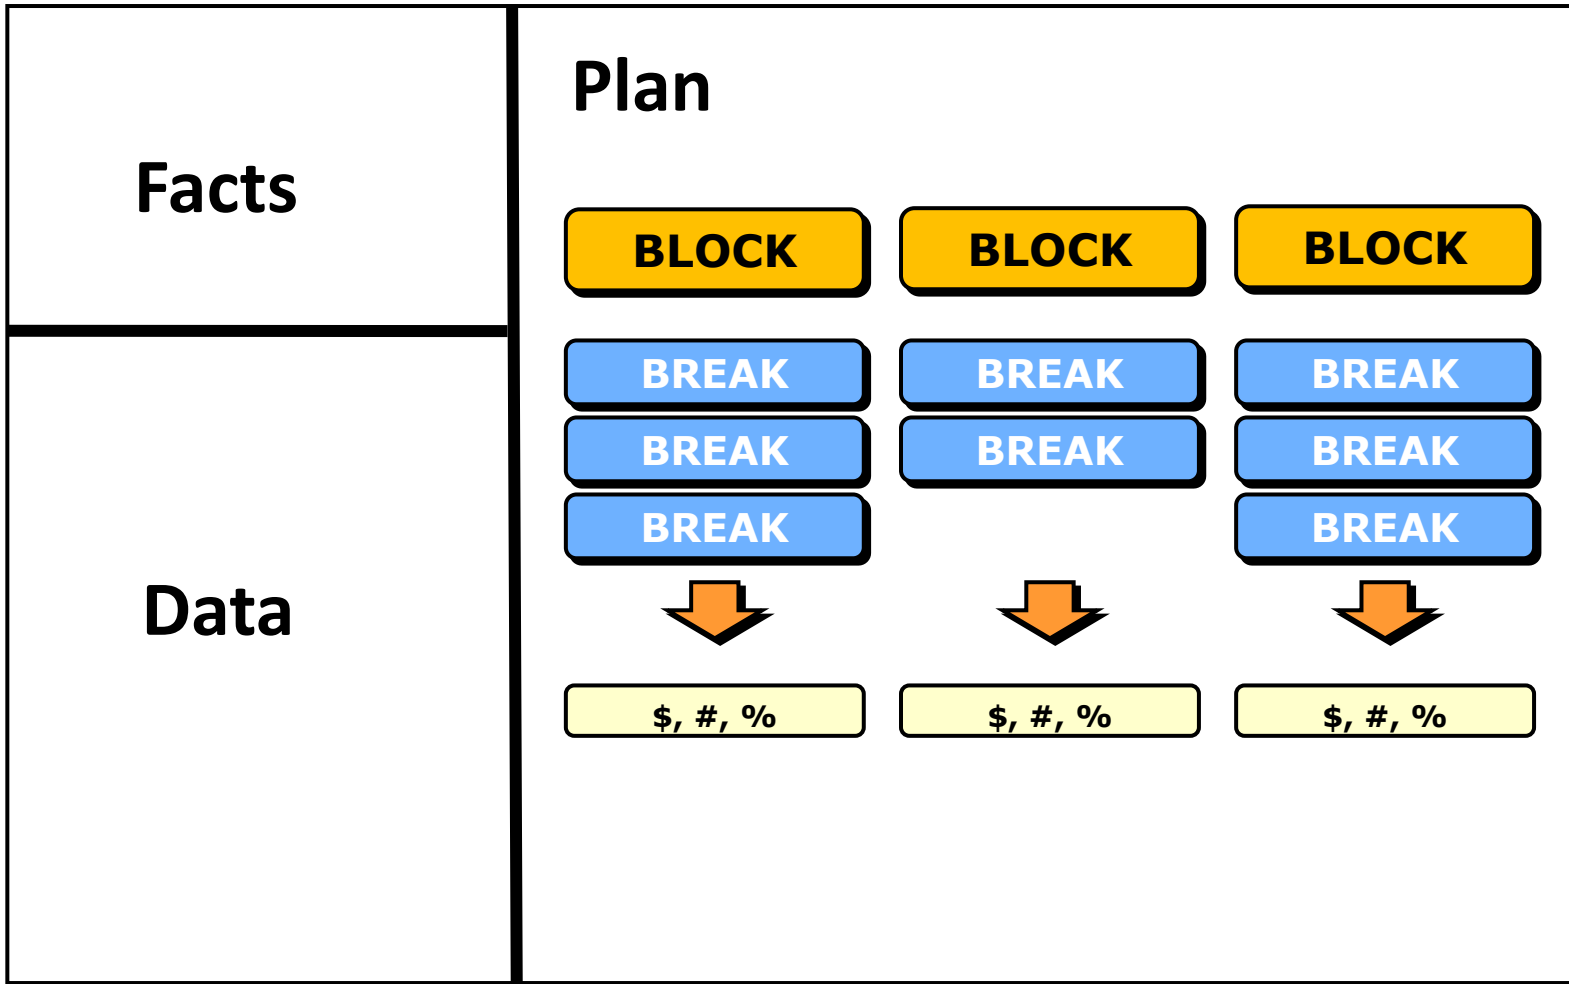 Facts
Data
Plan
BLOCK BLOCK BLOCK
BREAK BREAK BREAK
BREAK BREAK BREAK
BREAK BREAK
$, #, % $, #, % $, #, %